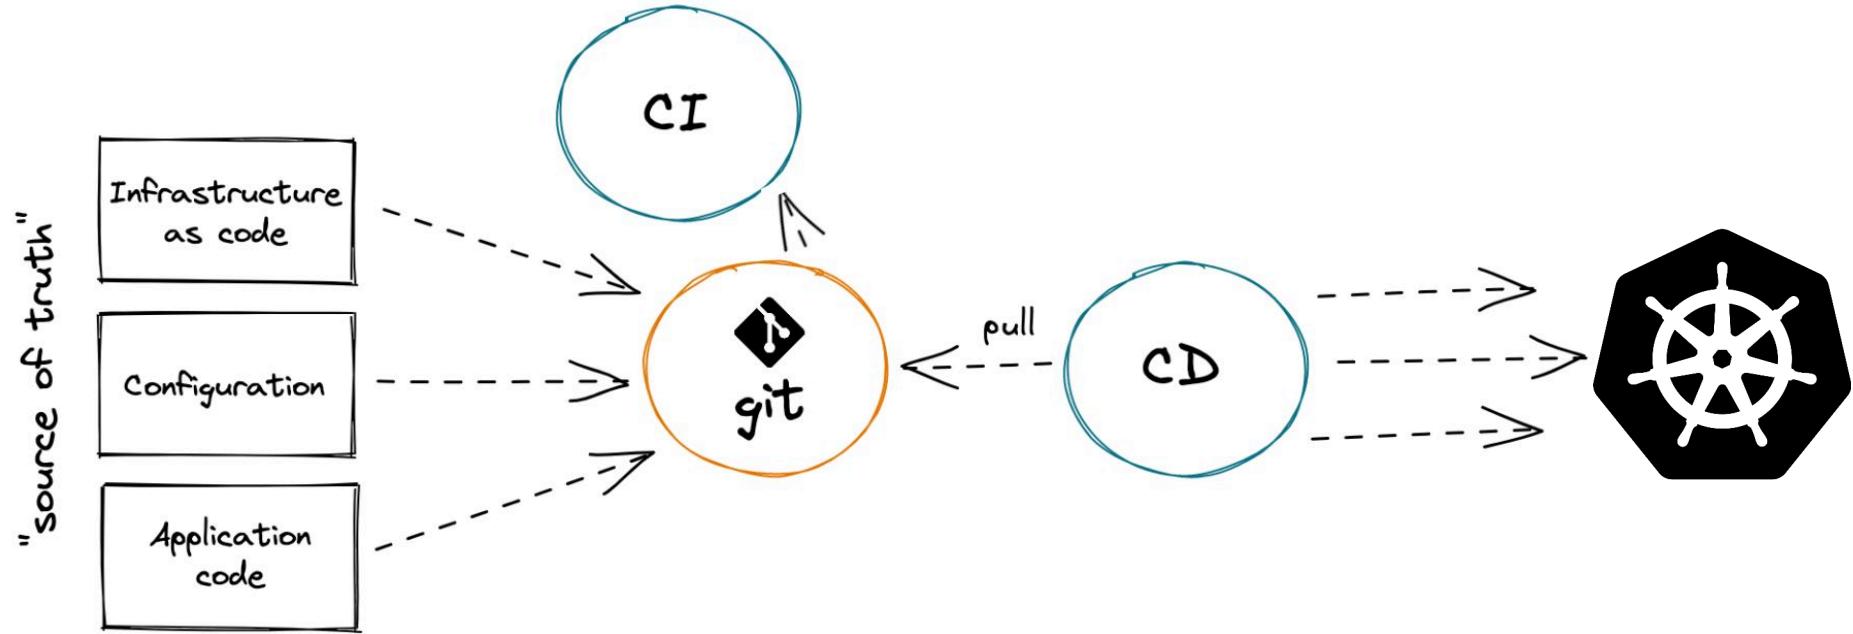 "source of truth"
Infrastructure
as code
Configuration
Application
code
CI
git
pull
CD